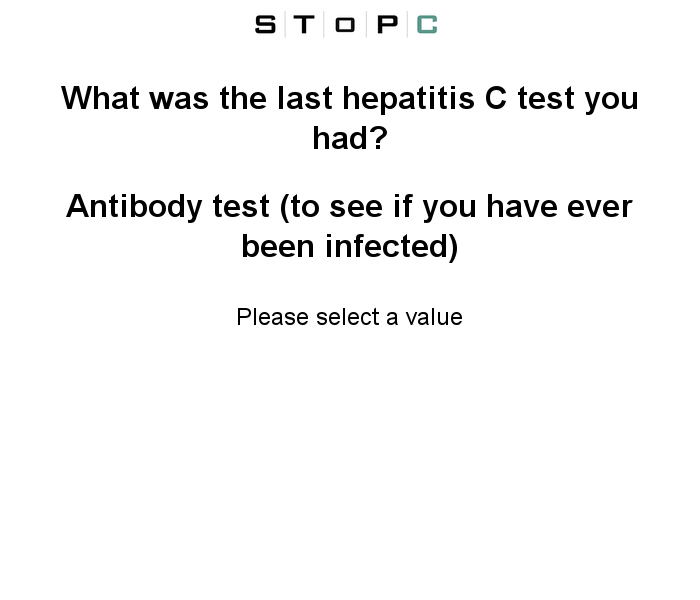 STOPC
What was the last hepatitis C test you
had?
Antibody test (to see if you have ever
been infected)
Please select a value